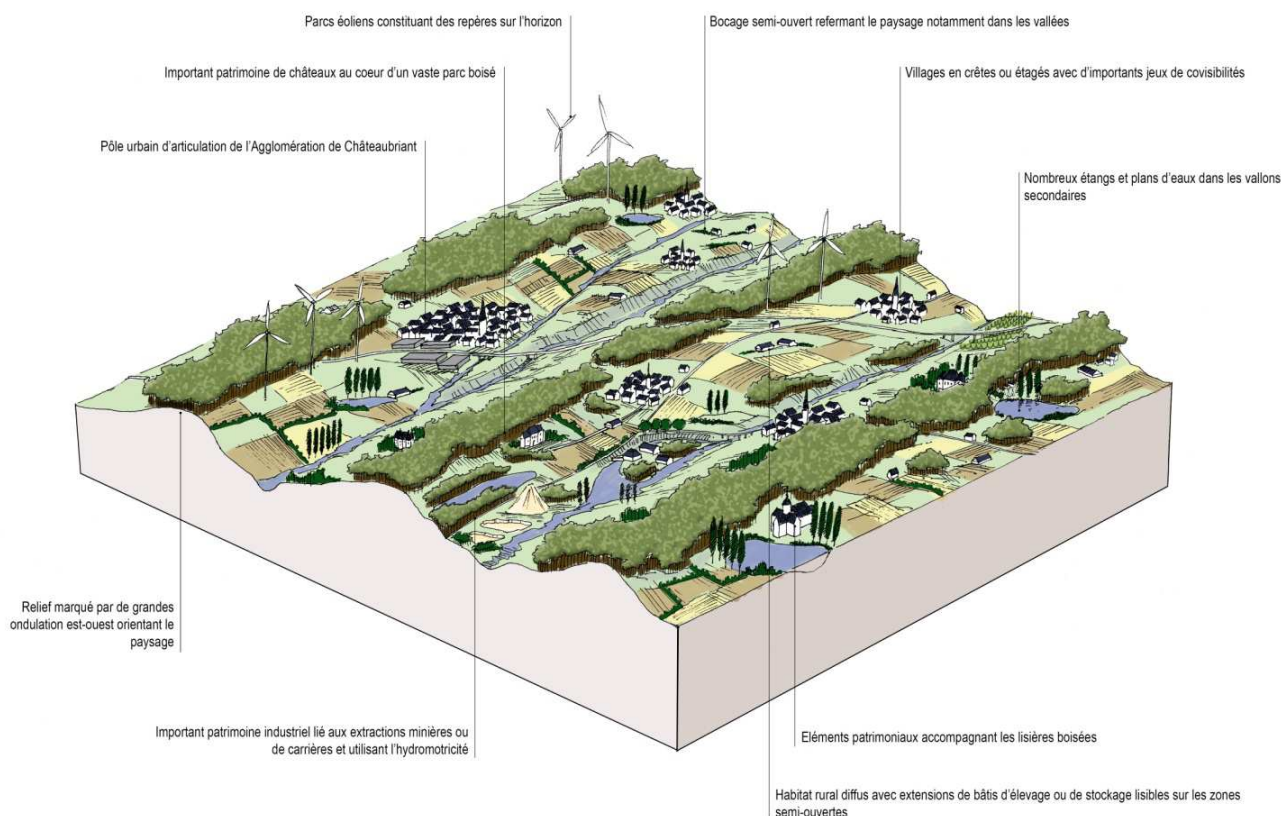 Parcs éoliens constituant des repères sur l'horizon
Bocage semi-ouvert refermant le paysage notamment dans les vallées
Important patrimoine de châteaux au coeur d'un vaste parc boisé
Villages en crêtes ou étagés avec d'importants jeux de covisibilités
Pôle urbain d'articulation de l'Agglomération de Châteaubriant
Nombreux étangs et plans d'eaux dans les vallons
secondaires
Relief marqué par de grandes
ondulation est-ouest orientant le
paysage
Important patrimoine industriel lié aux extractions minières ou
de carrières et utilisant l'hydromotricité
Eléments patrimoniaux accompagnant les lisières boisées
Habitat rural diffus avec extensions de bâtis d'élevage ou de stockage lisibles sur les zones
semi-ouvertes